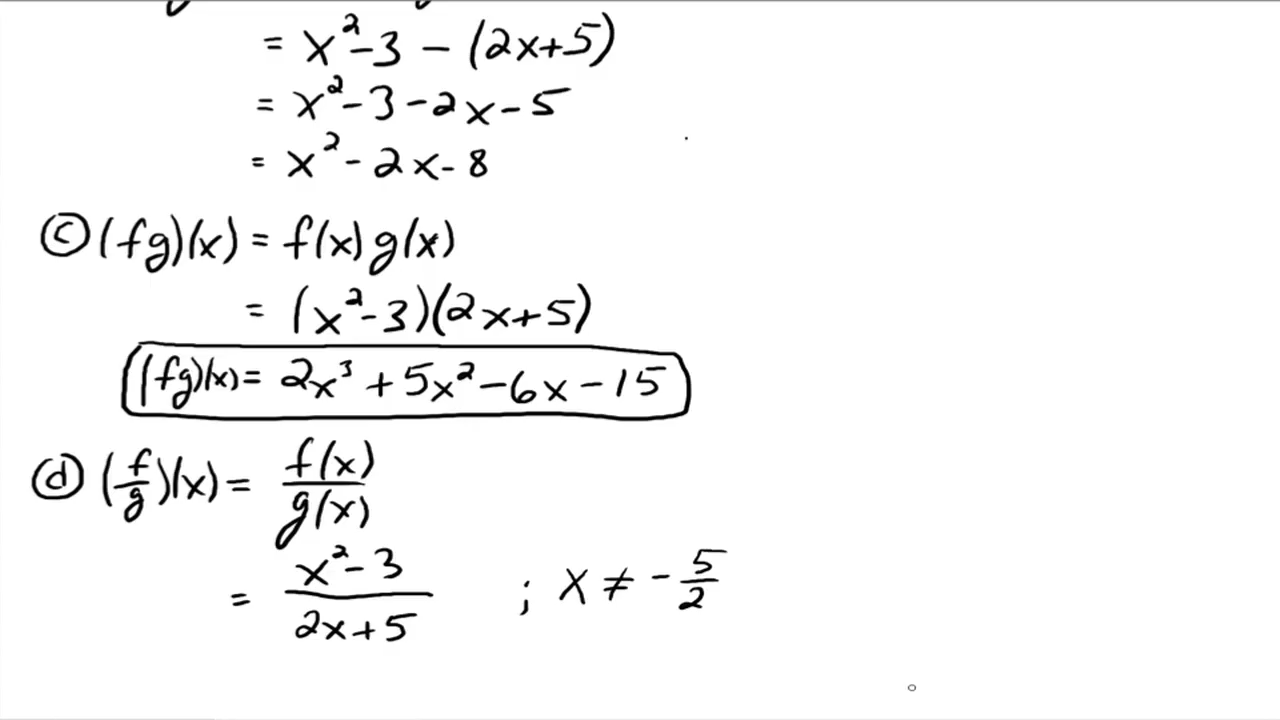 = x² - 3 - (2x+5)
= x² - 3 - 2x - 5
= x² - 2x - 8
ⓒ (fg)(x) = f(x)g(x)
= (x² - 3)(2x+5)
(fg)(x) = 2x³ + 5x² - 6x - 15
ⓓ (f/g)(x) = f(x)/g(x)
= x² - 3 / 2x+5 ; x ≠ - 5/2